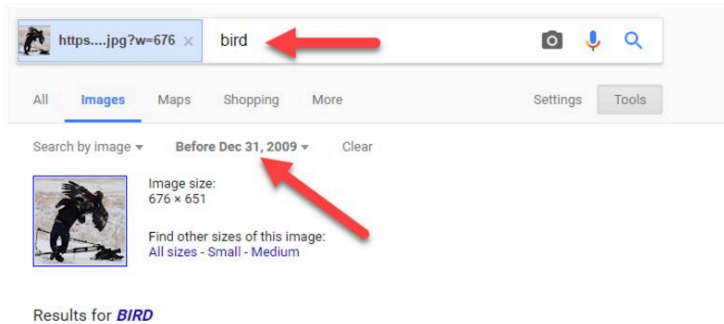 https....jpg?w=676 × bird
All Images Maps Shopping More Settings Tools
Search by image Before Dec 31, 2009 Clear
Image size:
676 × 651
Find other sizes of this image:
All sizes - Small - Medium
Results for BIRD